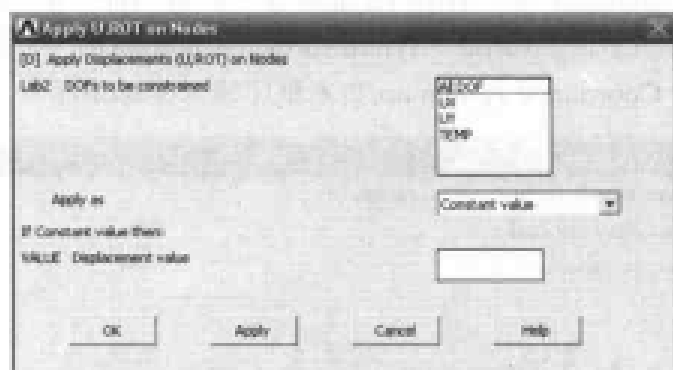 Apply U,ROT on Nodes
[D] Apply Displacements (U,ROT) on Nodes
Lab2 DOFs to be constrained
All DOF
UX
UY
TEMP
Apply as
Constant value
If Constant value then:
VALUE Displacement value
OK Apply Cancel Help